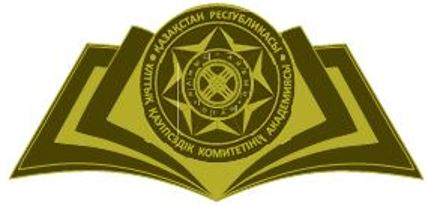 ҚАЗАҚСТАН РЕСПУБЛИКАСЫ
ҰЛТТЫҚ ҚАУІПСІЗДІК КОМИТЕТІНІҢ АКАДЕМИЯСЫ